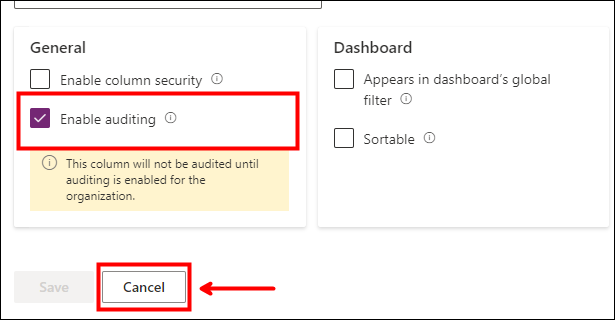 General
Enable column security
Enable auditing
This column will not be audited until
auditing is enabled for the
organization.
Dashboard
Appears in dashboard's global
filter
Sortable
Save
Cancel